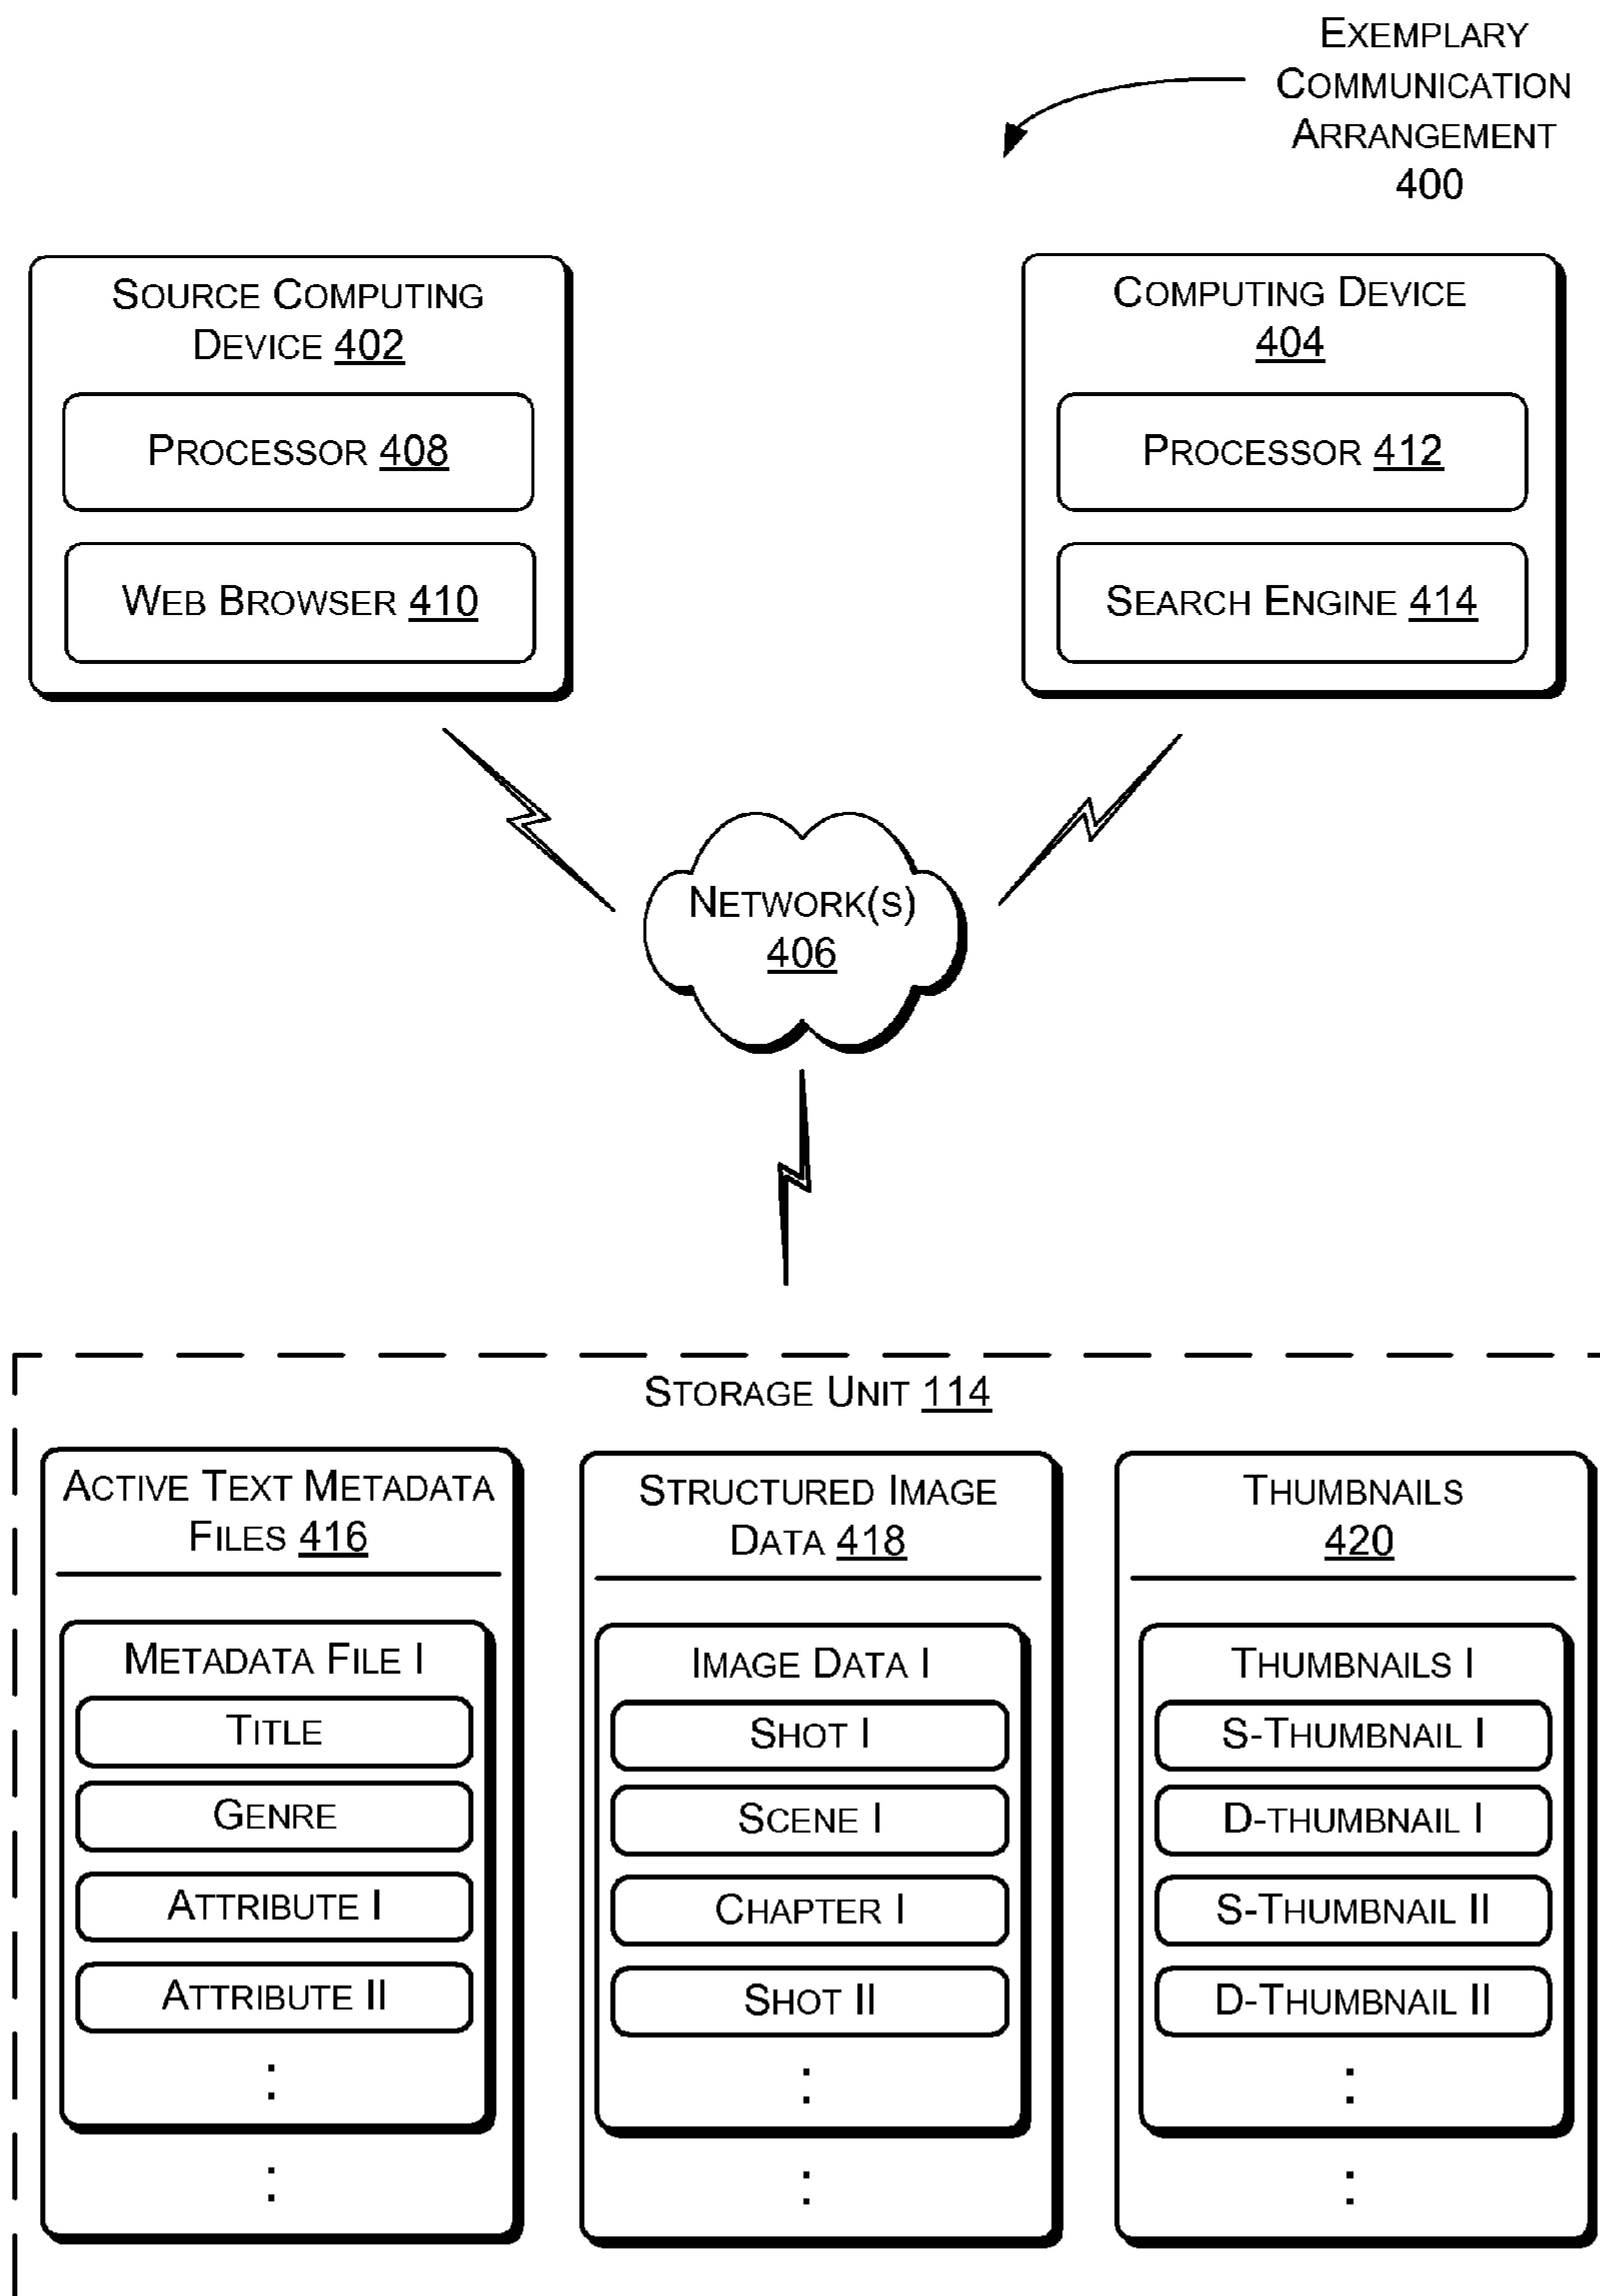 EXEMPLARY
COMMUNICATION
ARRANGEMENT
400
SOURCE COMPUTING
DEVICE 402
PROCESSOR 408
WEB BROWSER 410
COMPUTING DEVICE
404
PROCESSOR 412
SEARCH ENGINE 414
NETWORK(S)
406
STORAGE UNIT 114
ACTIVE TEXT METADATA
FILES 416
METADATA FILE I
TITLE
GENRE
ATTRIBUTE I
ATTRIBUTE II
:
:
STRUCTURED IMAGE
DATA 418
IMAGE DATA I
SHOT I
SCENE I
CHAPTER I
SHOT II
:
:
THUMBNAILS
420
THUMBNAILS I
S-THUMBNAIL I
D-THUMBNAIL I
S-THUMBNAIL II
D-THUMBNAIL II
:
: